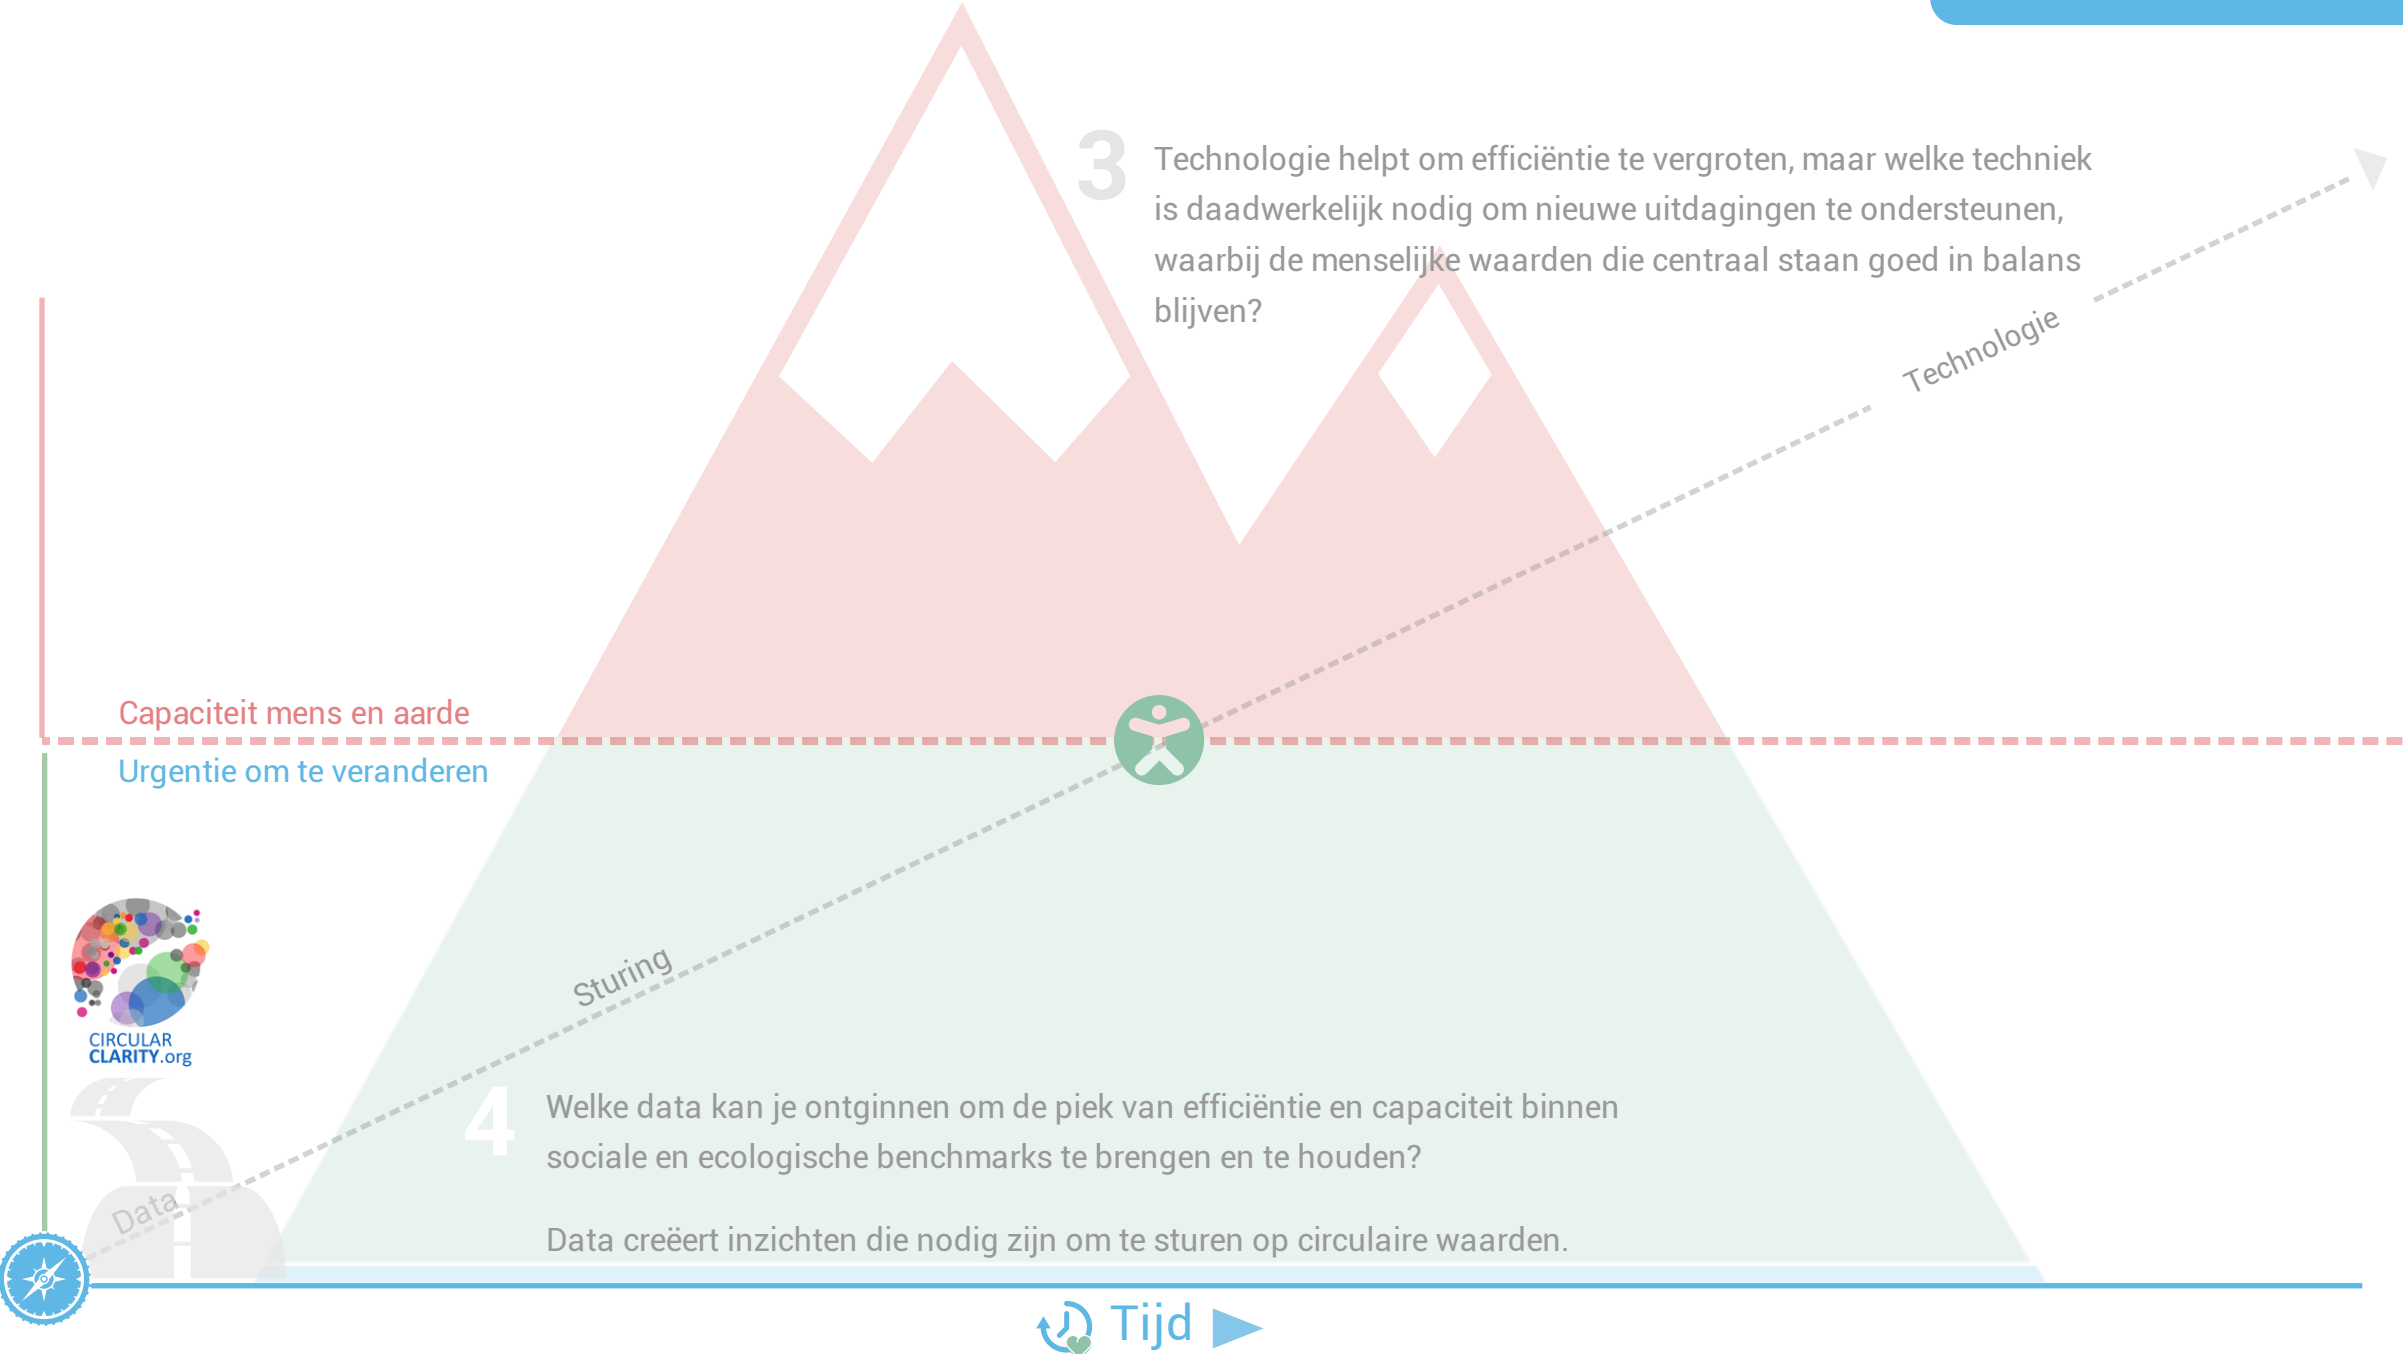 3
Technologie helpt om efficiëntie te vergroten, maar welke techniek
is daadwerkelijk nodig om nieuwe uitdagingen te ondersteunen,
waarbij de menselijke waarden die centraal staan goed in balans
blijven?
Technologie
Capaciteit mens en aarde
Urgentie om te veranderen
Sturing
CIRCULAR
CLARITY.org
4
Welke data kan je ontginnen om de piek van efficiëntie en capaciteit binnen
sociale en ecologische benchmarks te brengen en te houden?
Data
Data creëert inzichten die nodig zijn om te sturen op circulaire waarden.
Tijd